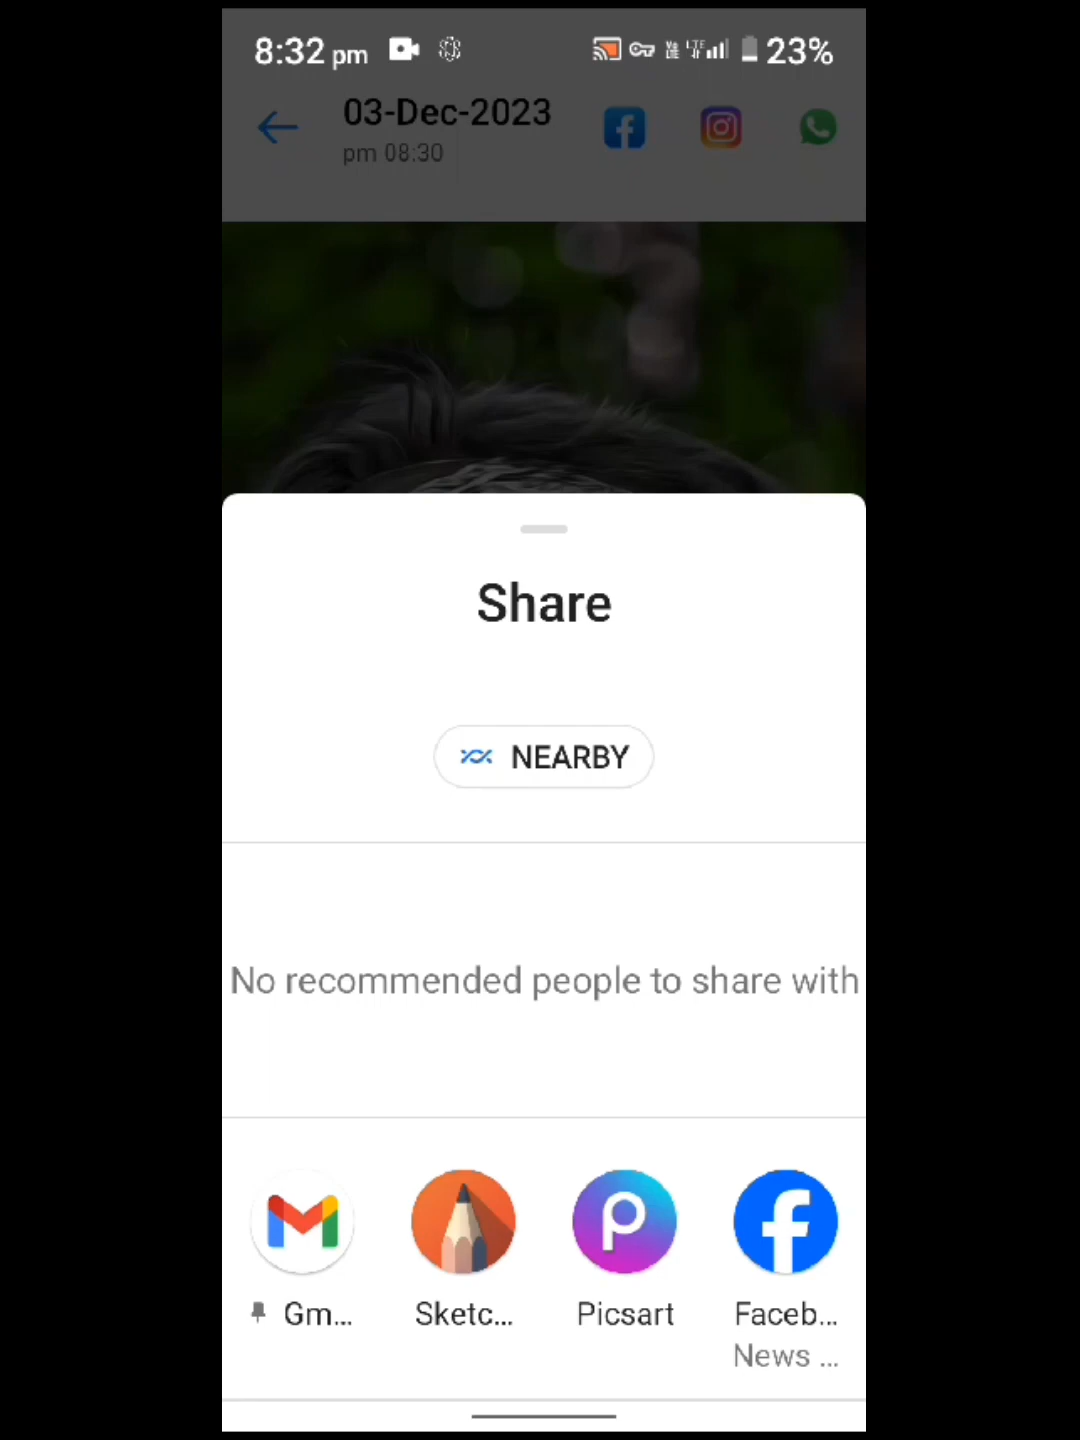 8:32 pm 23%
03-Dec-2023
pm 08:30
Share
NEARBY
No recommended people to share with
Gm... Sketc... Picsart Faceb...
News ...